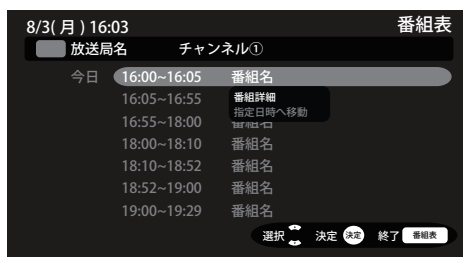 8/3( 月 ) 16:03 番組表
放送局名 チャンネル①
今日 16:00~16:05 番組名
16:05~16:55 番組詳細
指定日時へ移動
16:55~18:00 番組名
18:00~18:10 番組名
18:10~18:52 番組名
18:52~19:00 番組名
19:00~19:29 番組名
選択 決定 決定 終了 番組表